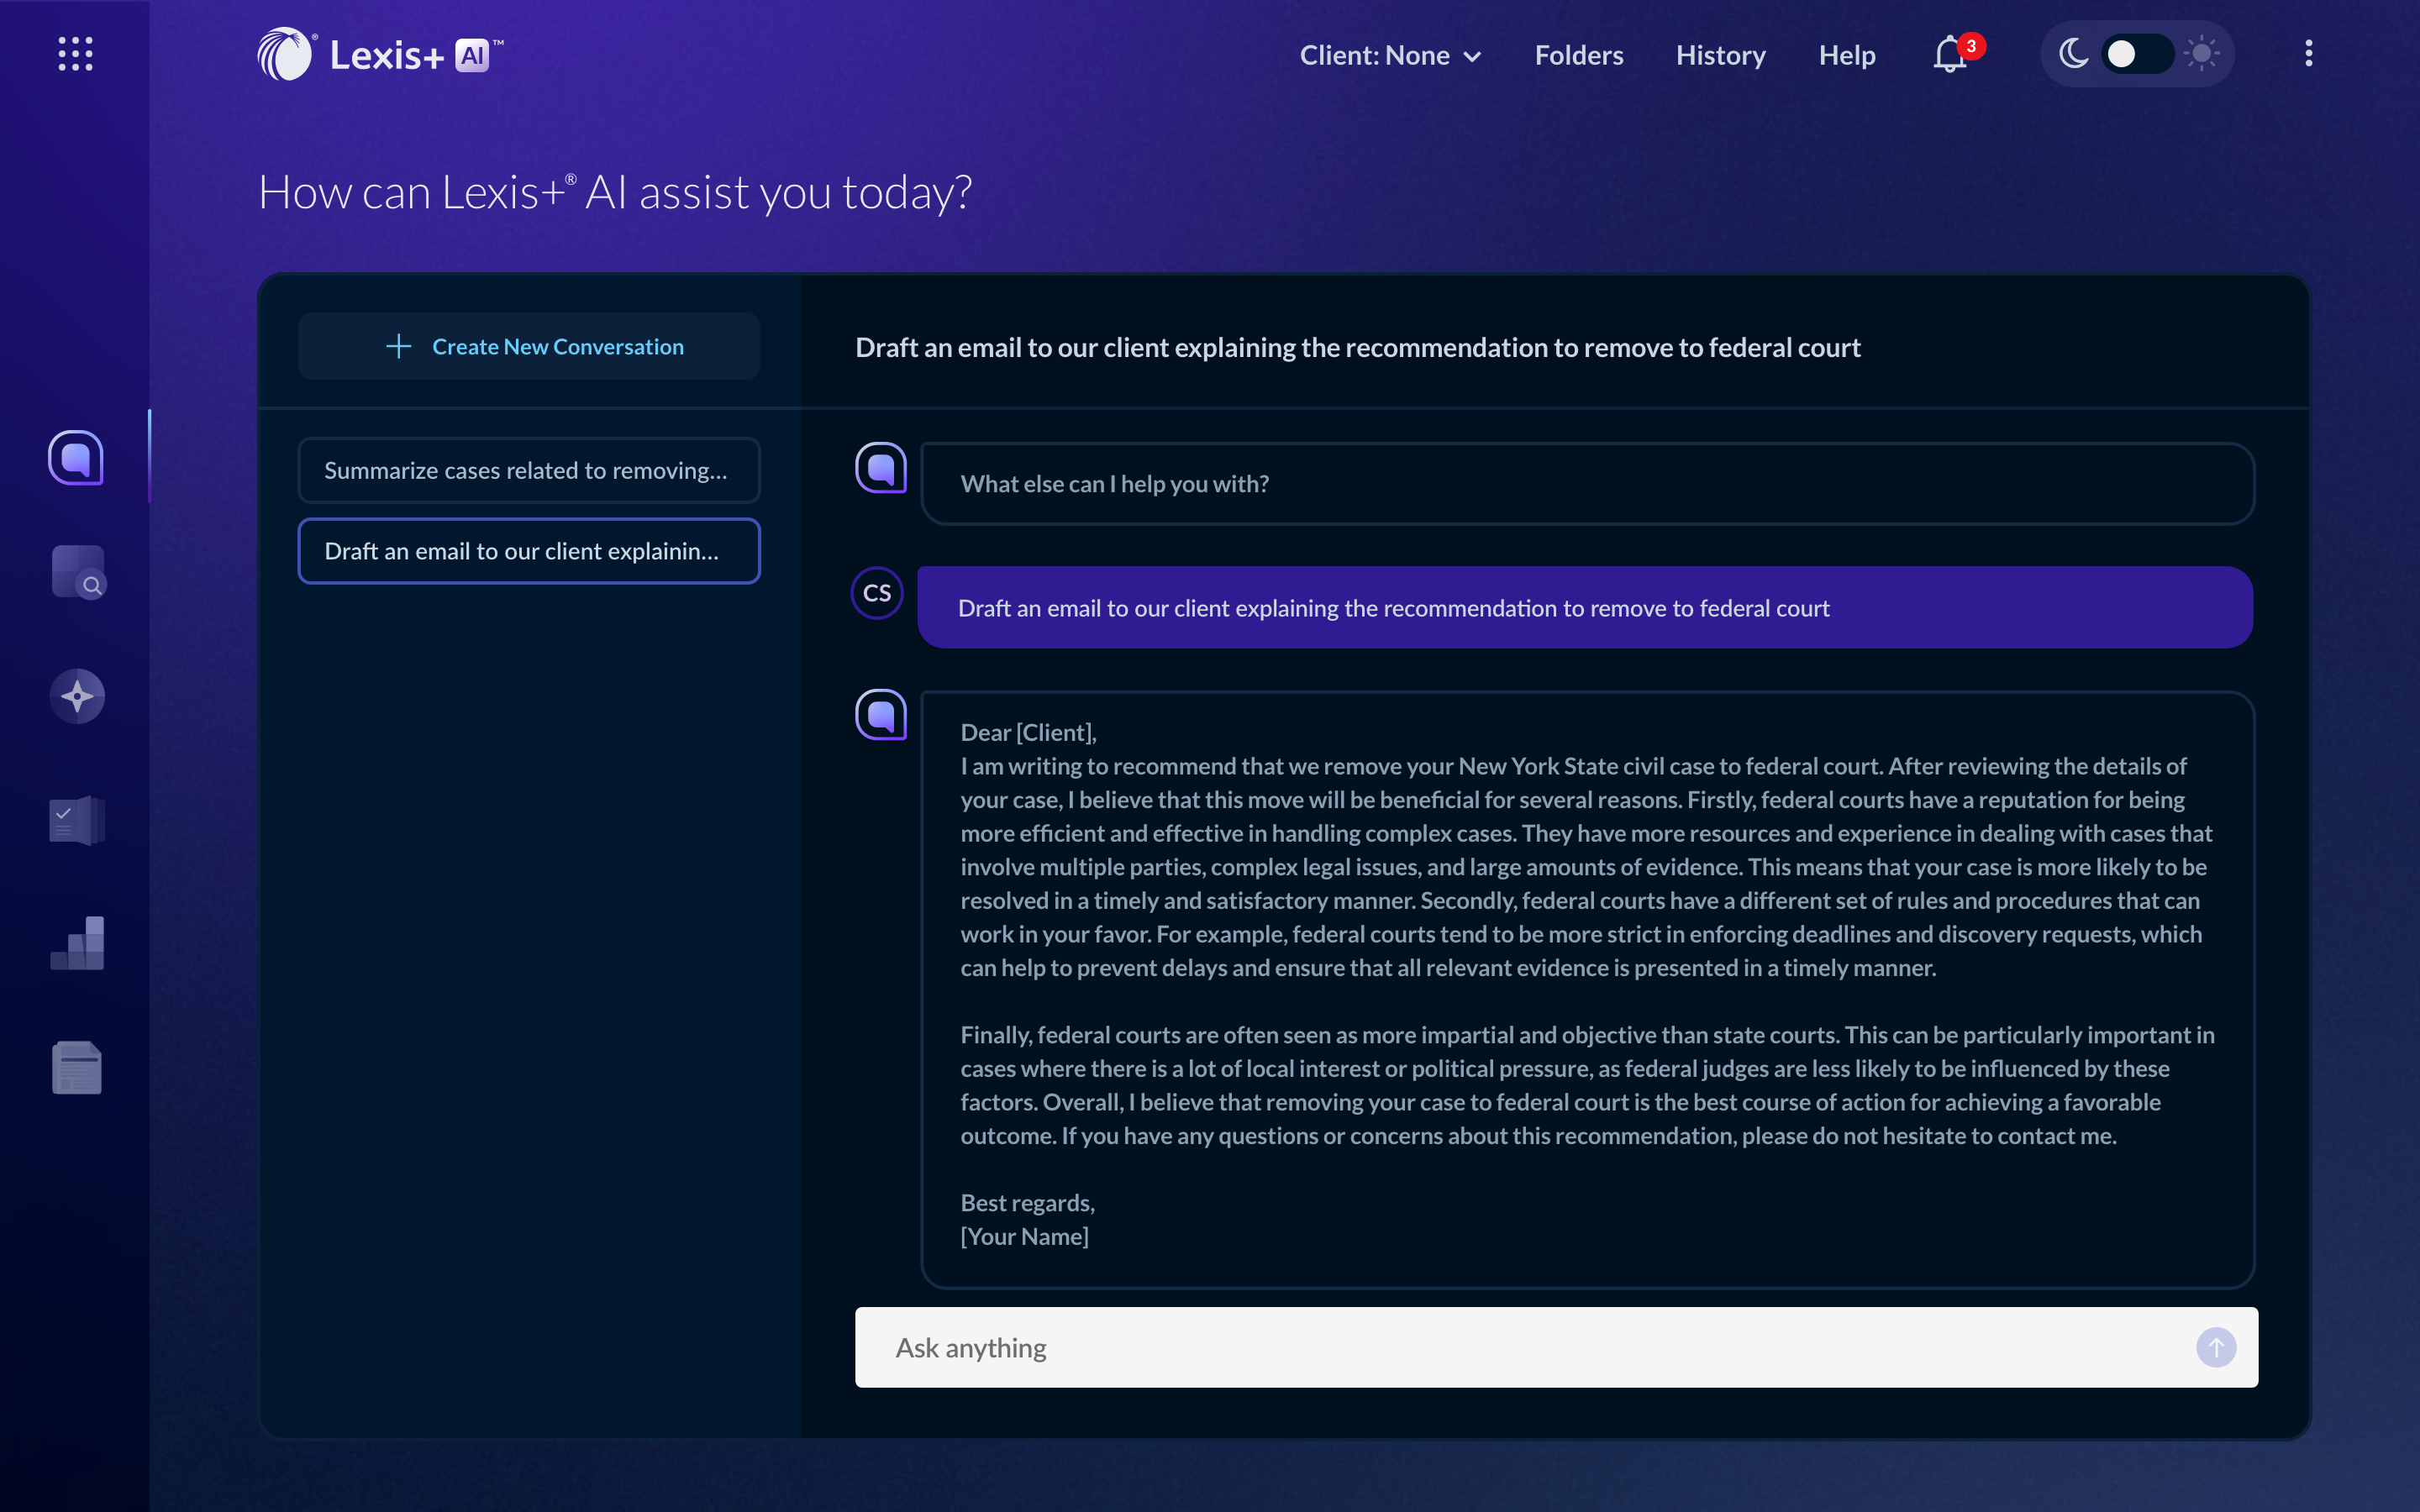 Lexis+ AI™
Client: None
Folders
History
Help
3
How can Lexis+® AI assist you today?
Create New Conversation
Summarize cases related to removing...
Draft an email to our client explainin...
Draft an email to our client explaining the recommendation to remove to federal court
What else can I help you with?
CS
Draft an email to our client explaining the recommendation to remove to federal court
Dear [Client],
I am writing to recommend that we remove your New York State civil case to federal court. After reviewing the details of
your case, I believe that this move will be beneficial for several reasons. Firstly, federal courts have a reputation for being
more efficient and effective in handling complex cases. They have more resources and experience in dealing with cases that
involve multiple parties, complex legal issues, and large amounts of evidence. This means that your case is more likely to be
resolved in a timely and satisfactory manner. Secondly, federal courts have a different set of rules and procedures that can
work in your favor. For example, federal courts tend to be more strict in enforcing deadlines and discovery requests, which
can help to prevent delays and ensure that all relevant evidence is presented in a timely manner.
Finally, federal courts are often seen as more impartial and objective than state courts. This can be particularly important in
cases where there is a lot of local interest or political pressure, as federal judges are less likely to be influenced by these
factors. Overall, I believe that removing your case to federal court is the best course of action for achieving a favorable
outcome. If you have any questions or concerns about this recommendation, please do not hesitate to contact me.
Best regards,
[Your Name]
Ask anything